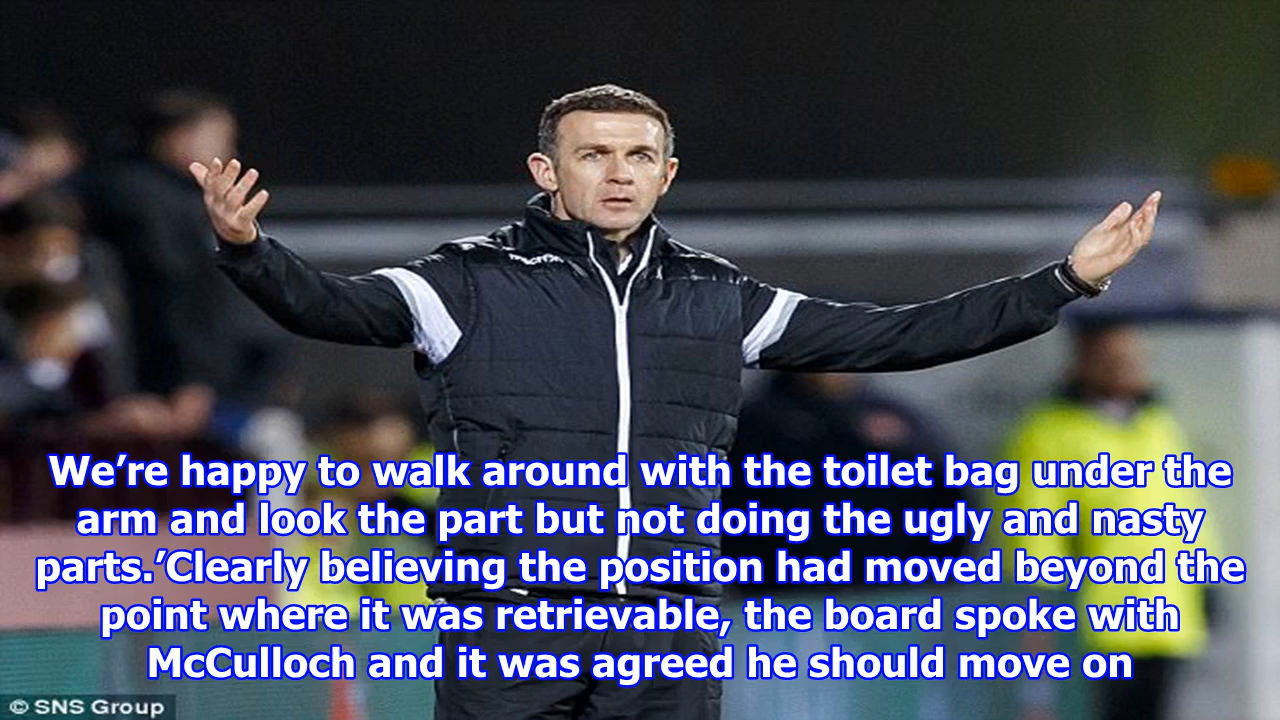 We’re happy to walk around with the toilet bag under the
arm and look the part but not doing the ugly and nasty
parts.’Clearly believing the position had moved beyond the
point where it was retrievable, the board spoke with
McCulloch and it was agreed he should move on
© SNS Group